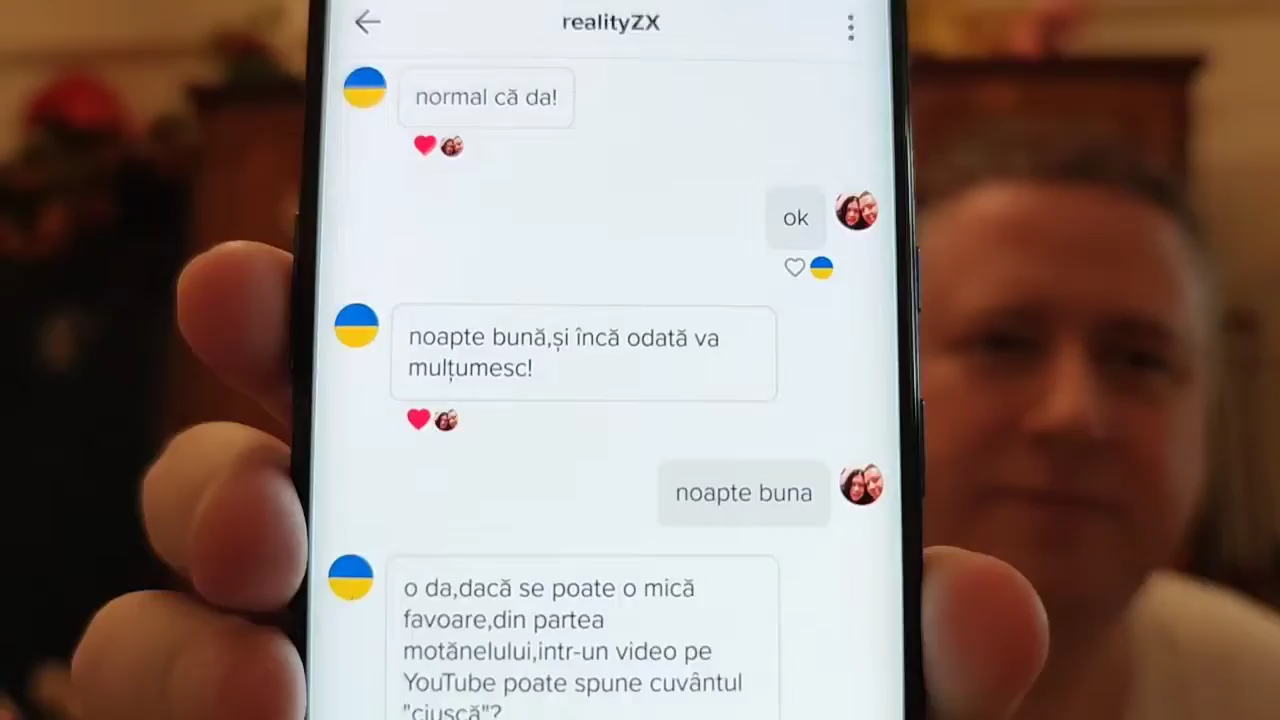 realityZX
normal că da!
ok
noapte bună,și încă odată va
mulțumesc!
noapte buna
o da,dacă se poate o mică
favoare,din partea
motănelului,intr-un video pe
YouTube poate spune cuvântul
"ciuscă"?